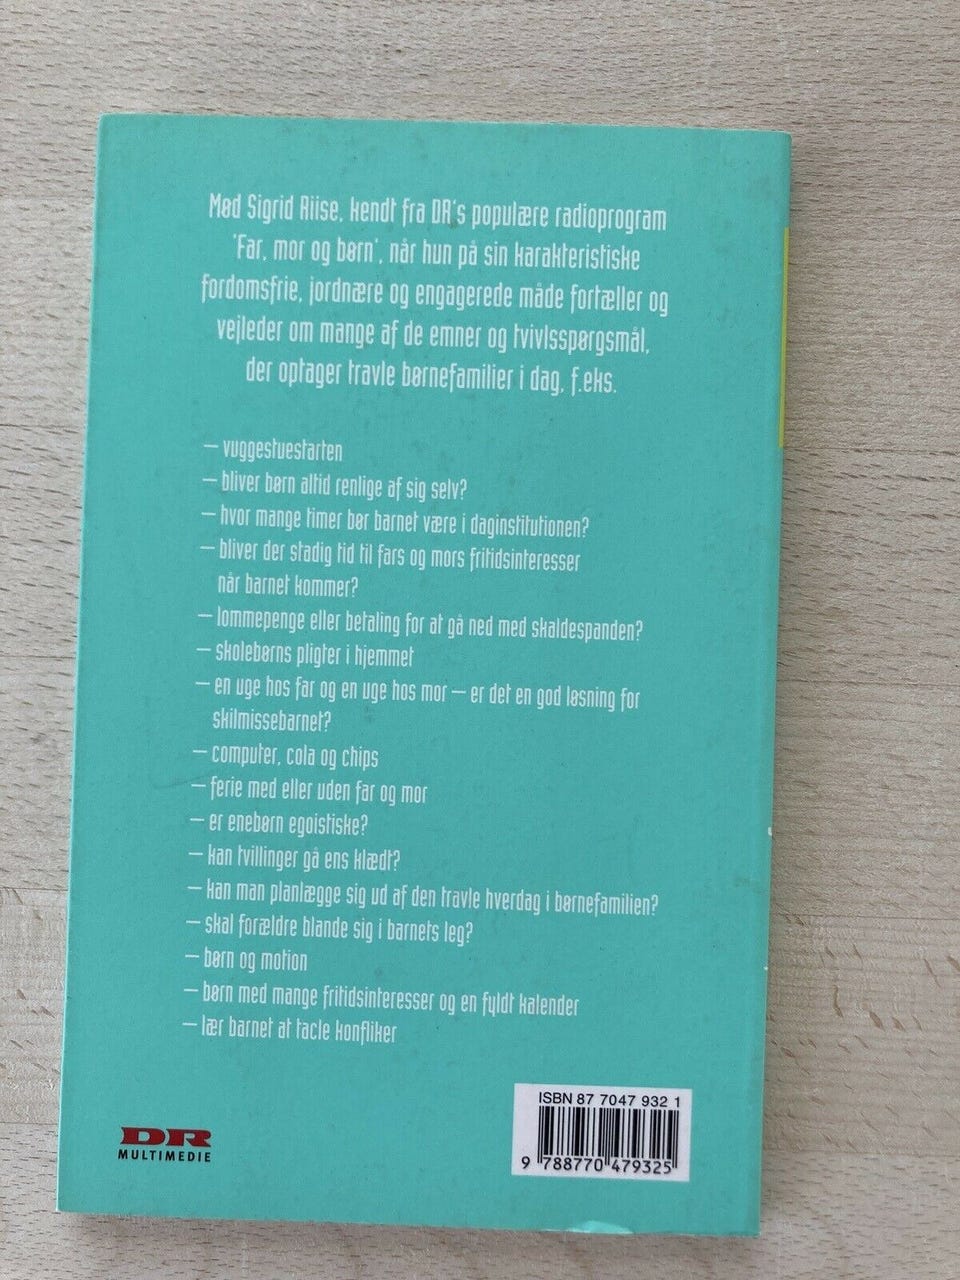 Mød Sigrid Riise, kendt fra DR's populære radioprogram
'Far, mor og børn', når hun på sin karakteristiske
fordomsfrie, jordnære og engagerede måde fortæller og
vejleder om mange af de emner og tvivlsspørgsmål,
der optager travle børnefamilier i dag, f.eks.
– vuggestuestarten
– bliver børn altid renlige af sig selv?
– hvor mange timer bør barnet være i daginstitutionen?
– bliver der stadig tid til fars og mors fritidsinteresser
når barnet kommer?
– lommepenge eller betaling for at gå ned med skaldespanden?
– skolebørns pligter i hjemmet
– en uge hos far og en uge hos mor – er det en god løsning for
skilmissebarnet?
– computer, cola og chips
– ferie med eller uden far og mor
– er enebørn egoistiske?
– kan tvillinger gå ens klædt?
– kan man planlægge sig ud af den travle hverdag i børnefamilien?
– skal forældre blande sig i barnets leg?
– børn og motion
– børn med mange fritidsinteresser og en fyldt kalender
– lær barnet at tacle konfliker
ISBN 87 7047 932 1
9 788770 479325
DR
MULTIMEDIE